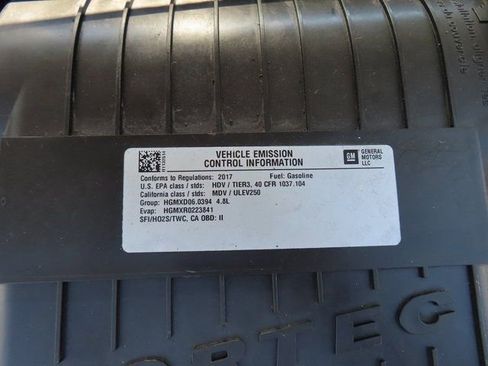 VEHICLE EMISSION
CONTROL INFORMATION
GM
GENERAL
MOTORS
LLC
Conforms to Regulations: 2017 Fuel: Gasoline
U.S. EPA class / stds: HDV / TIER3, 40 CFR 1037.104
California class / stds: MDV / ULEV250
Group: HGMXD06.0394 4.8L
Evap: HGMXR0223841
SFI/HO2S/TWC, CA OBD: II
ORTEC